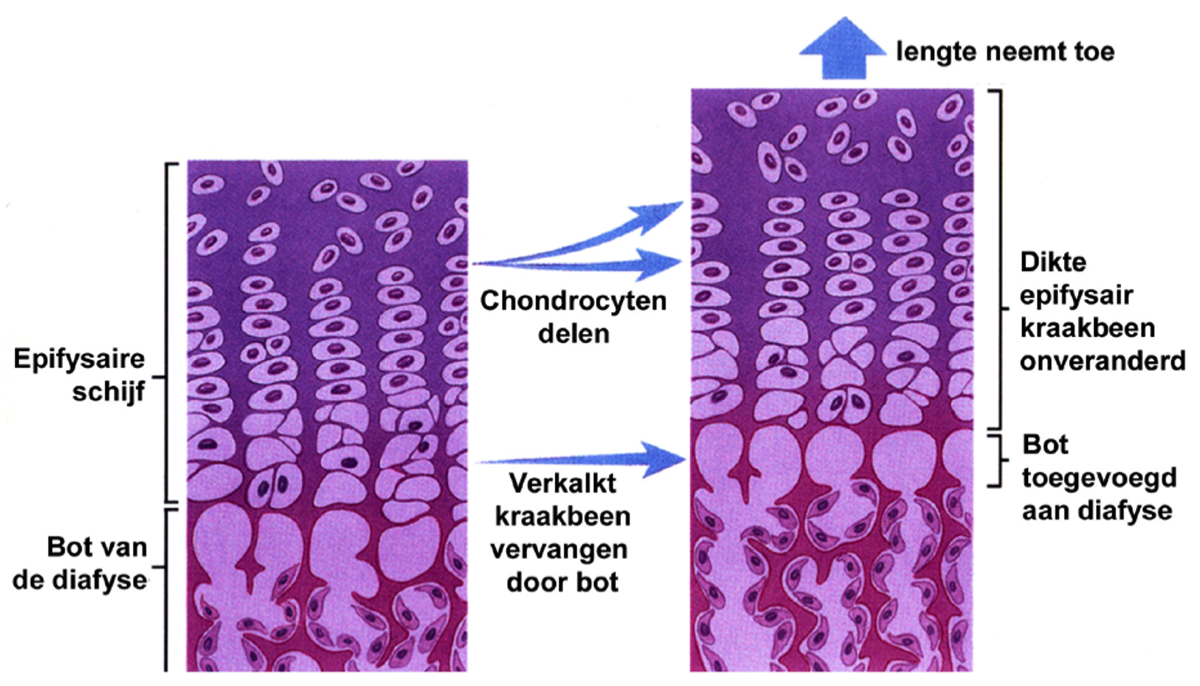 lengte neemt toe
Epifysaire
schijf
Bot van
de diafyse
Chondrocyten
delen
Verkalkt
kraakbeen
vervangen
door bot
Dikte
epifysair
kraakbeen
onveranderd
Bot
toegevoegd
aan diafyse